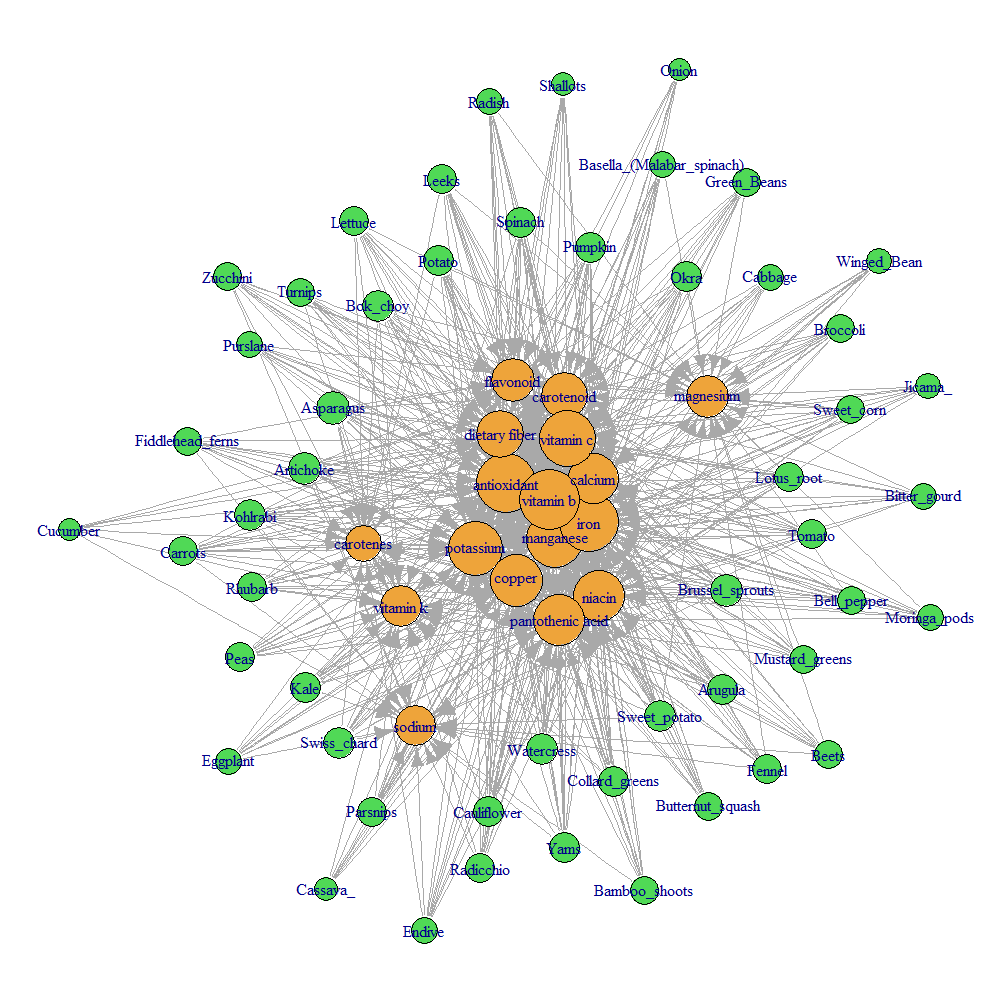 Onion
Shallots
Radish
Basella_(Malabar_spinach)
Green_Beans
Leeks
Lettuce
Spinach
Pumpkin
Potato
Winged_Bean
Zucchini
Turnips
Bok_choy
Okra
Cabbage
Broccoli
Purslane
flavonoid
carotenoid
magnesium
Jicama_
Asparagus
Sweet_corn
Fiddlehead_ferns
dietary fiber
vitamin c
Artichoke
antioxidant
vitamin b
calcium
Lotus_root
Bitter_gourd
Kohlrabi
Cucumber
Carrots
carotenes
potassium
manganese
iron
Tomato
Rhubarb
vitamin k
copper
niacin
Brussel_sprouts
Bell_pepper
Moringa_pods
pantothenic acid
Peas
Mustard_greens
Kale
Arugula
Sweet_potato
sodium
Swiss_chard
Watercress
Eggplant
Beets
Fennel
Collard_greens
Butternut_squash
Parsnips
Cauliflower
Yams
Radicchio
Cassava_
Bamboo_shoots
Endive